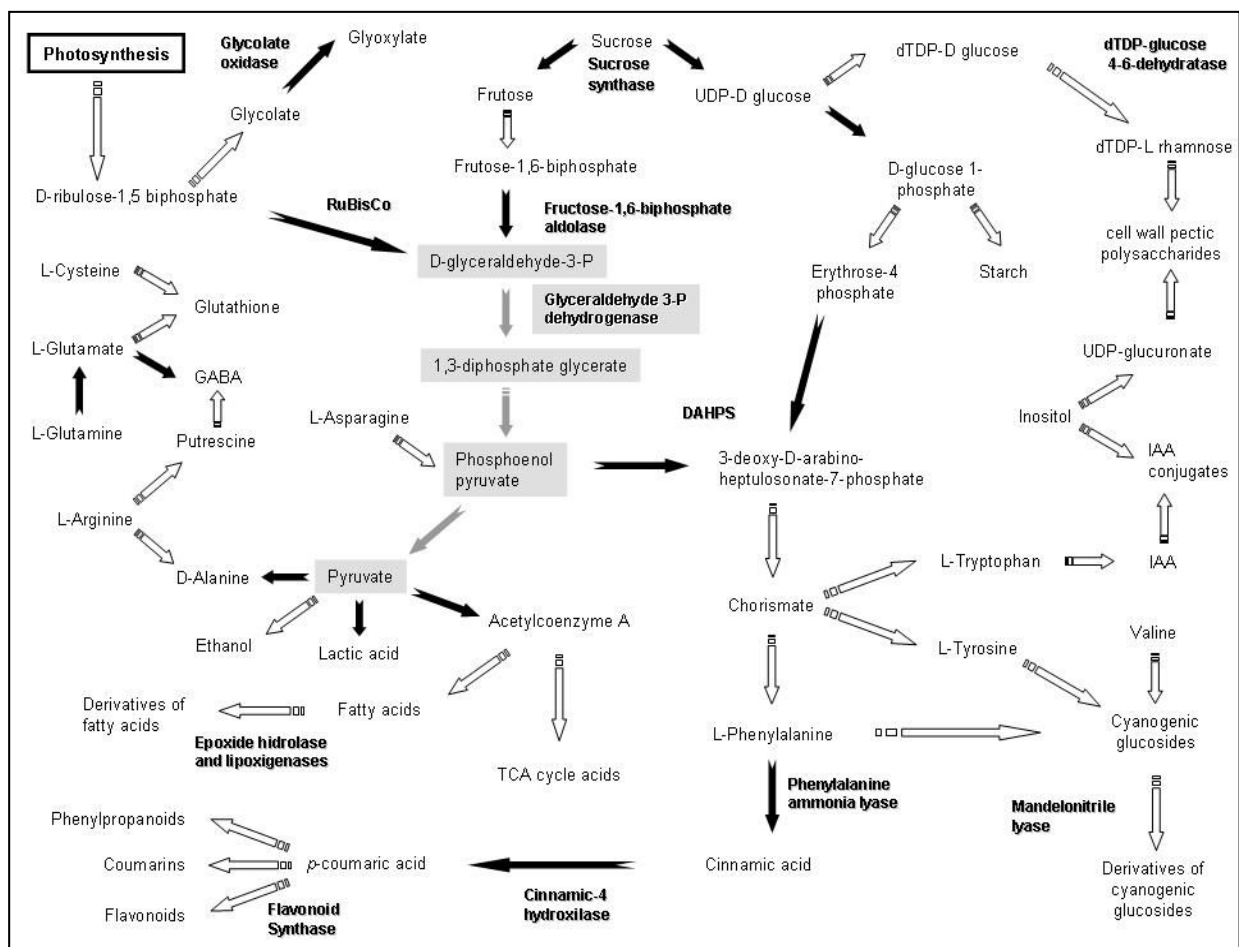 Photosynthesis
Glycolate
oxidase
Glyoxylate
Sucrose
Sucrose
synthase
dTDP-D glucose
dTDP-glucose
4-6-dehydratase
Frutose
UDP-D glucose
Glycolate
dTDP-L rhamnose
D-ribulose-1,5 biphosphate
Frutose-1,6-biphosphate
D-glucose 1-
phosphate
RuBisCo
Fructose-1,6-biphosphate
aldolase
cell wall pectic
polysaccharides
D-glyceraldehyde-3-P
L-Cysteine
Erythrose-4
phosphate
Starch
Glutathione
Glyceraldehyde 3-P
dehydrogenase
L-Glutamate
UDP-glucuronate
1,3-diphosphate glycerate
GABA
L-Asparagine
DAHPS
Inositol
L-Glutamine
Putrescine
Phosphoenol
pyruvate
3-deoxy-D-arabino-
heptulosonate-7-phosphate
IAA
conjugates
L-Arginine
D-Alanine
Pyruvate
L-Tryptophan
IAA
Chorismate
Acetylcoenzyme A
Ethanol
Lactic acid
Valine
L-Tyrosine
Derivatives of
fatty acids
Fatty acids
L-Phenylalanine
Cyanogenic
glucosides
Epoxide hidrolase
and lipoxigenases
TCA cycle acids
Phenylalanine
ammonia lyase
Mandelonitrile
lyase
Phenylpropanoids
Coumarins
p-coumaric acid
Cinnamic acid
Derivatives of
cyanogenic
glucosides
Cinnamic-4
hydroxilase
Flavonoids
Flavonoid
Synthase